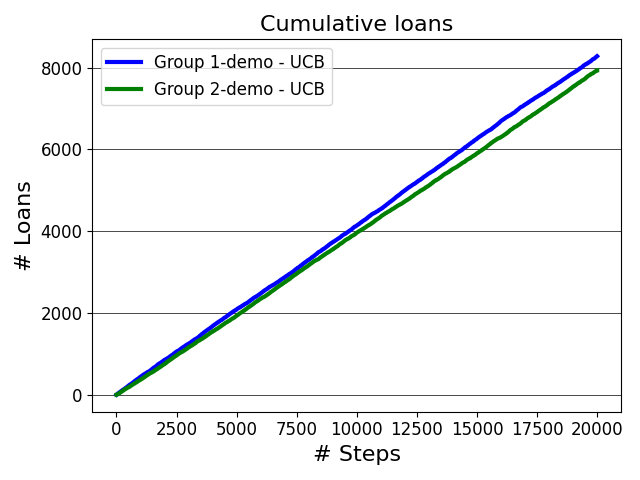 Cumulative loans
Group 1-demo - UCB
Group 2-demo - UCB
# Loans
8000
6000
4000
2000
0
0 2500 5000 7500 10000 12500 15000 17500 20000
# Steps